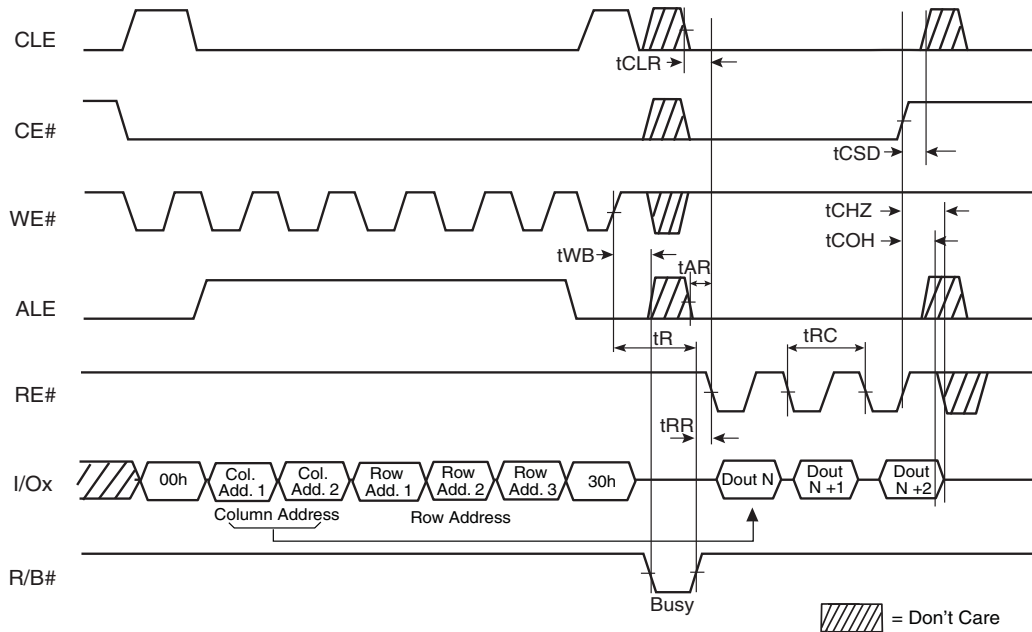 CLE
tCLR
CE#
tCSD
WE#
tCHZ
tCOH
tWB
tAR
ALE
tR
tRC
RE#
tRR
I/Ox
00h
Col.
Add. 1
Col.
Add. 2
Row
Add. 1
Row
Add. 2
Row
Add. 3
30h
Dout N
Dout
N +1
Dout
N +2
Column Address
Row Address
R/B#
Busy
= Don't Care